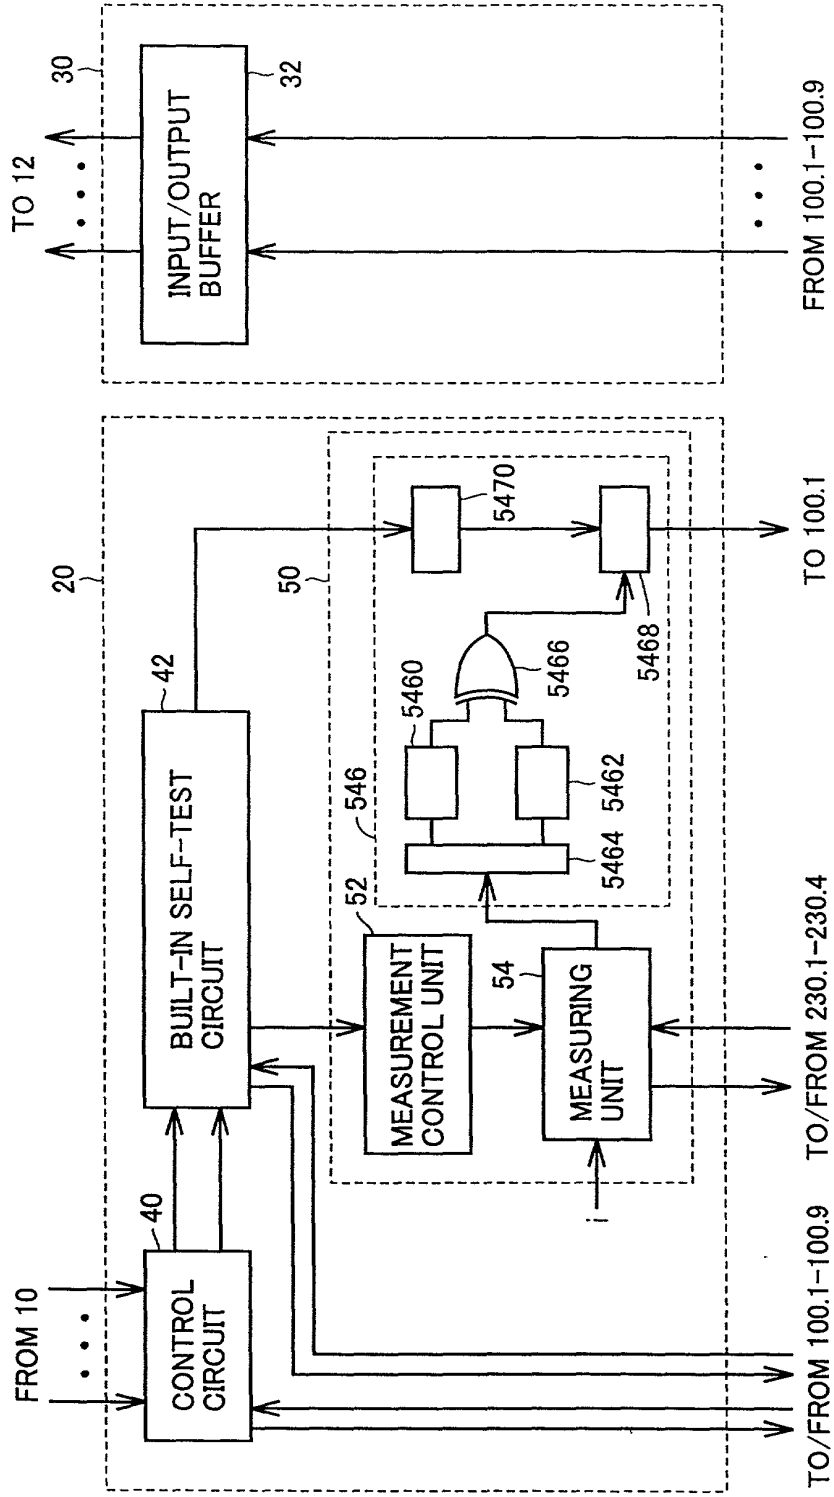 FROM 10
TO 12
20
30
40
CONTROL
CIRCUIT
42
BUILT-IN SELF-TEST
CIRCUIT
INPUT/OUTPUT
BUFFER
32
50
52
MEASUREMENT
CONTROL UNIT
546
5460
5470
54
MEASURING
UNIT
i
5464
5462
5466
5468
TO/FROM 100.1-100.9
TO/FROM 230.1-230.4
TO 100.1
FROM 100.1-100.9